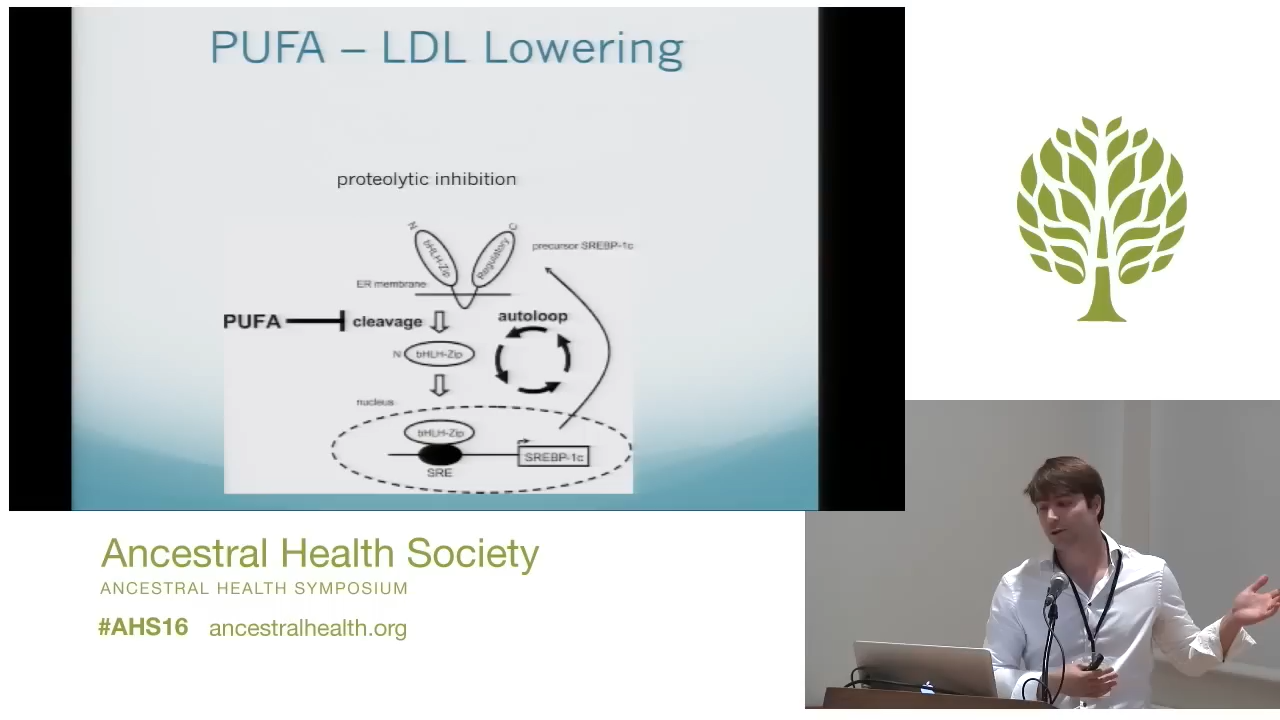 PUFA – LDL Lowering
proteolytic inhibition
N
C
bHLH-Zip
Regulatory
precursor SREBP-1c
ER membrane
PUFA
cleavage
autoloop
N
bHLH-Zip
nucleus
bHLH-Zip
SREBP-1c
SRE
Ancestral Health Society
ANCESTRAL HEALTH SYMPOSIUM
#AHS16 ancestralhealth.org